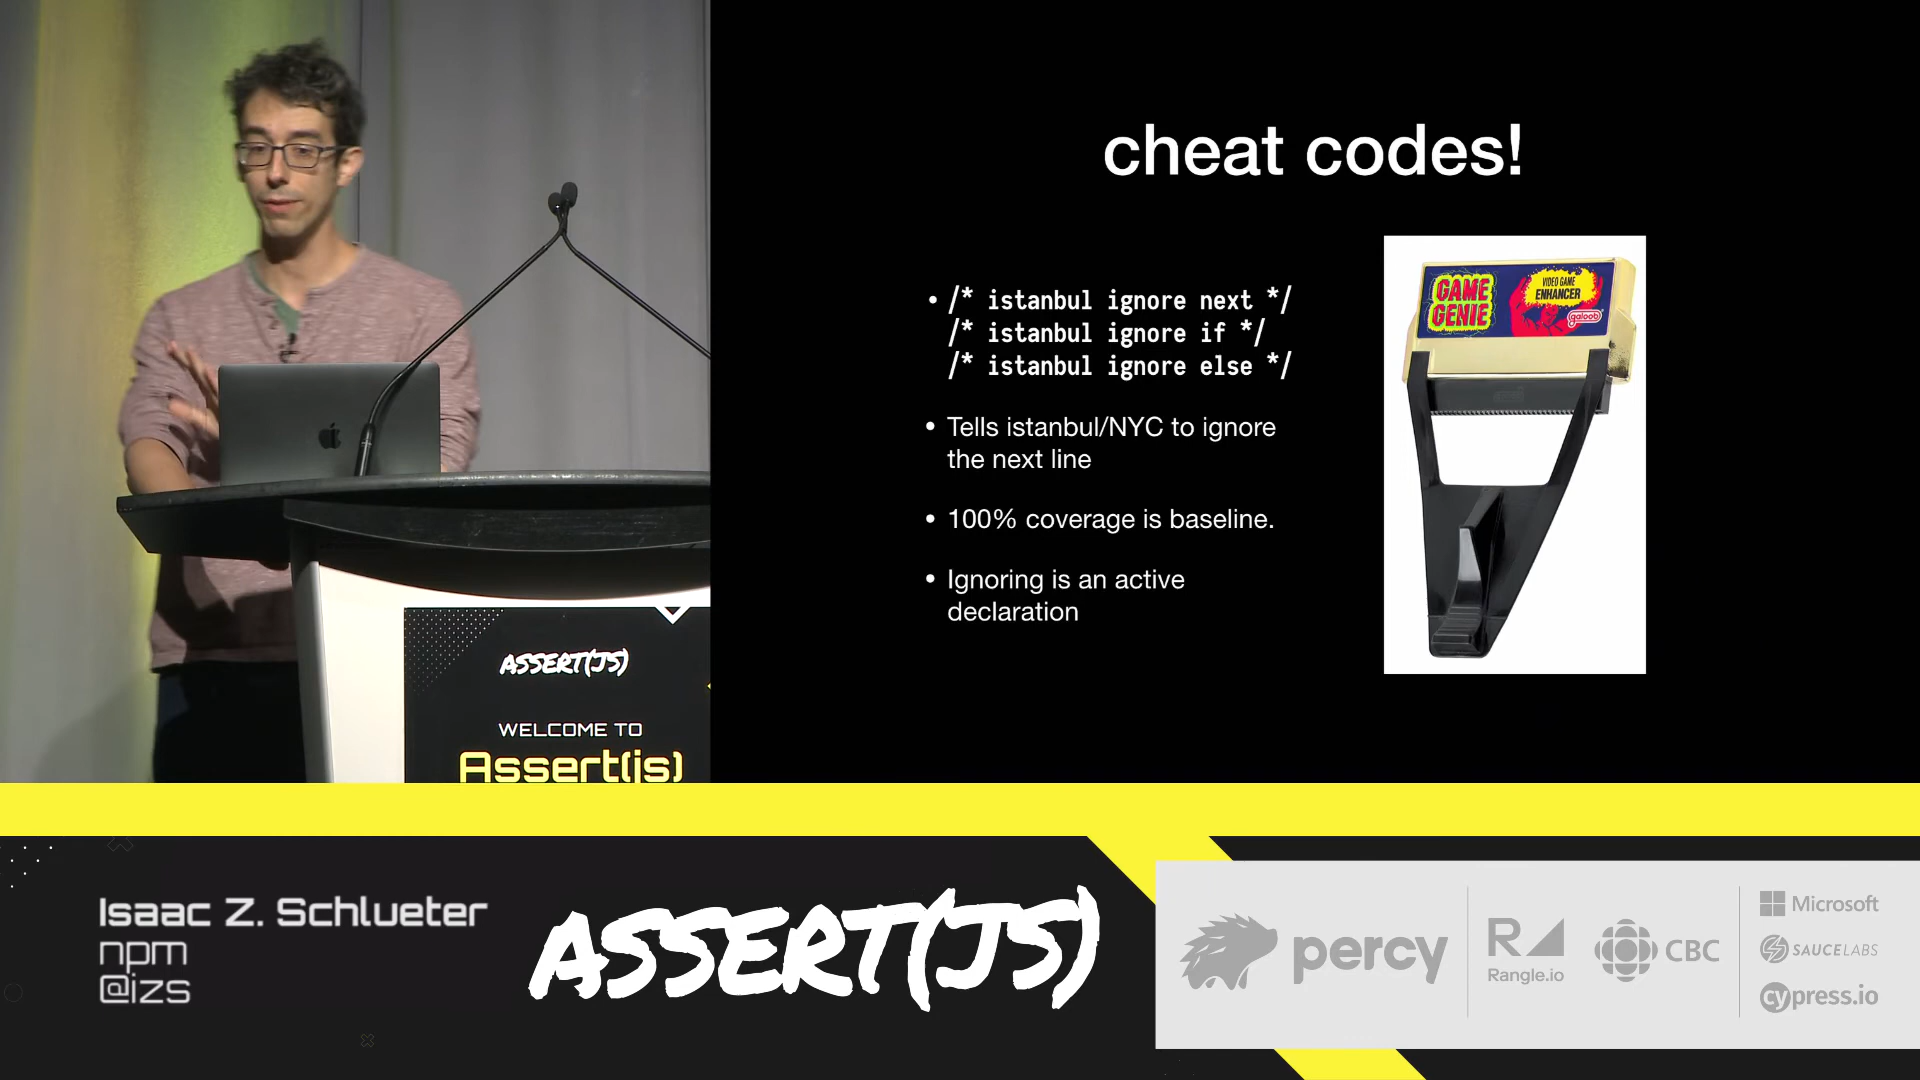 cheat codes!
• /* istanbul ignore next */
/* istanbul ignore if */
/* istanbul ignore else */
• Tells istanbul/NYC to ignore
the next line
• 100% coverage is baseline.
• Ignoring is an active
declaration
GAME
GENIE
VIDEO GAME
ENHANCER
galoob
ASSERT(JS)
WELCOME TO
Assert(js)
Isaac Z. Schlueter
npm
@izs
ASSERT(JS)
percy
R
Rangle.io
CBC
Microsoft
SAUCELABS
cypress.io